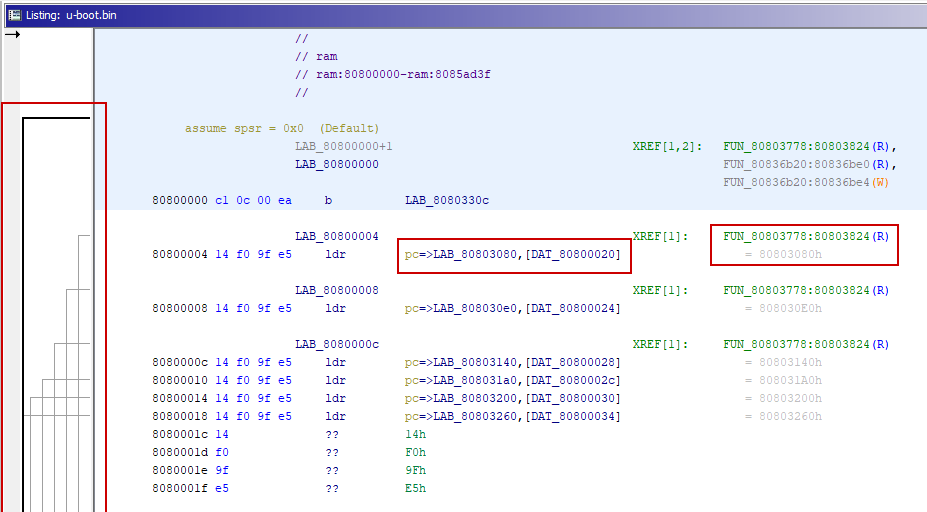 Listing: u-boot.bin
//
// ram
// ram:80800000-ram:8085ad3f
//
assume spsr = 0x0 (Default)
LAB_80800000+1 XREF[1,2]: FUN_80803778:80803824(R),
LAB_80800000 FUN_80836b20:80836be0(R),
FUN_80836b20:80836be4(W)
80800000 c1 0c 00 ea b LAB_8080330c
LAB_80800004 XREF[1]: FUN_80803778:80803824(R)
80800004 14 f0 9f e5 ldr pc=>LAB_80803080,[DAT_80800020] = 80803080h
LAB_80800008 XREF[1]: FUN_80803778:80803824(R)
80800008 14 f0 9f e5 ldr pc=>LAB_808030e0,[DAT_80800024] = 808030E0h
LAB_8080000c XREF[1]: FUN_80803778:80803824(R)
8080000c 14 f0 9f e5 ldr pc=>LAB_80803140,[DAT_80800028] = 80803140h
80800010 14 f0 9f e5 ldr pc=>LAB_808031a0,[DAT_8080002c] = 808031A0h
80800014 14 f0 9f e5 ldr pc=>LAB_80803200,[DAT_80800030] = 80803200h
80800018 14 f0 9f e5 ldr pc=>LAB_80803260,[DAT_80800034] = 80803260h
8080001c 14 ?? 14h
8080001d f0 ?? F0h
8080001e 9f ?? 9Fh
8080001f e5 ?? E5h